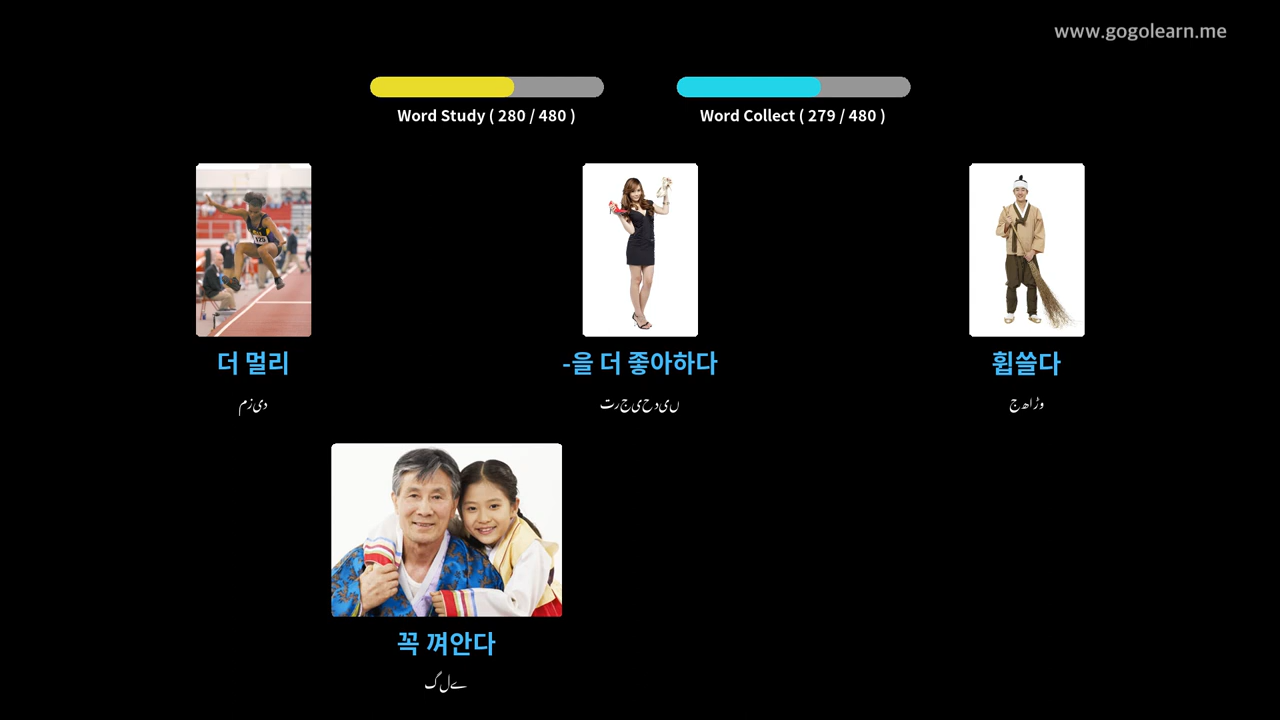 www.gogolearn.me
Word Study ( 280 / 480 )
Word Collect ( 279 / 480 )
더 멀리
مزید
-을 더 좋아하다
ترجیح دیں
휩쓸다
جھاڑو
꼭 껴안다
گلے